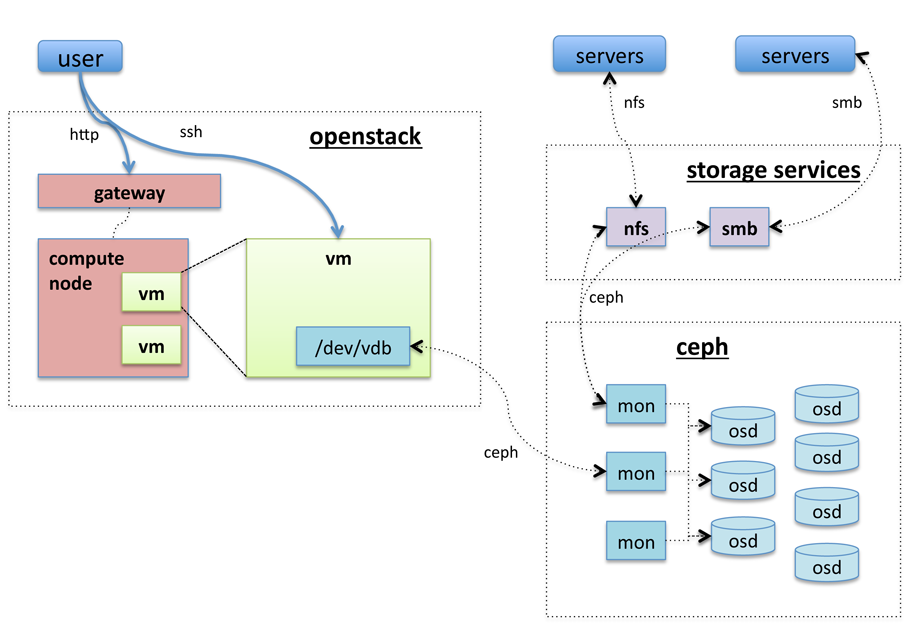 user
http
ssh
openstack
gateway
compute
node
vm
vm
vm
/dev/vdb
ceph
servers
servers
nfs
smb
storage services
nfs
smb
ceph
ceph
mon
mon
mon
osd
osd
osd
osd
osd
osd
osd